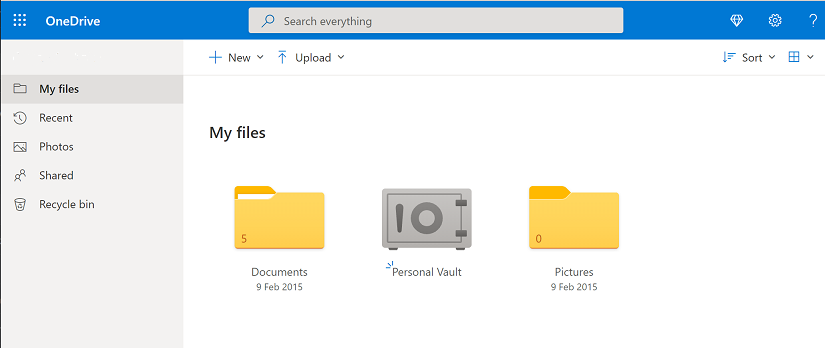 OneDrive
Search everything
?
New
Upload
Sort
My files
Recent
Photos
Shared
Recycle bin
My files
5
0
Documents
Personal Vault
Pictures
9 Feb 2015
9 Feb 2015